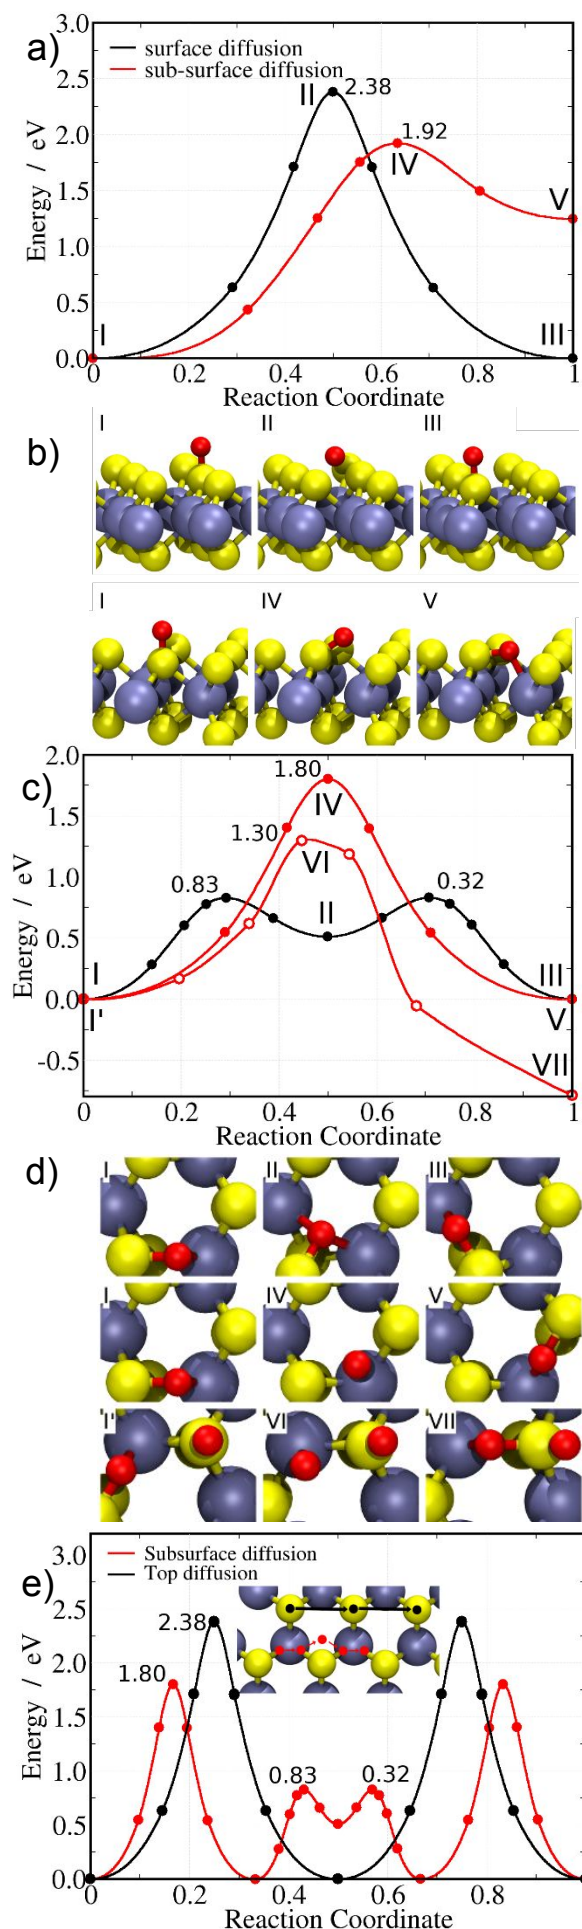 a)
3.0
surface diffusion
sub-surface diffusion
2.5
II
2.38
2.0
1.92
IV
1.5
V
1.0
0.5
I
III
0.0
Energy / eV
0 0.2 0.4 0.6 0.8 1
Reaction Coordinate
b)
I II III
I IV V
c)
2.0
1.80
IV
1.5
1.30
VI
1.0
0.83
0.32
II
0.5
I
III
0.0
I'
V
-0.5
VII
Energy / eV
0 0.2 0.4 0.6 0.8 1
Reaction Coordinate
d)
I II III
I IV V
I' VI VII
e)
3.0
Subsurface diffusion
Top diffusion
2.5
2.38
2.0
1.80
1.5
1.0
0.83
0.32
0.5
0.0
Energy / eV
0 0.2 0.4 0.6 0.8
Reaction Coordinate